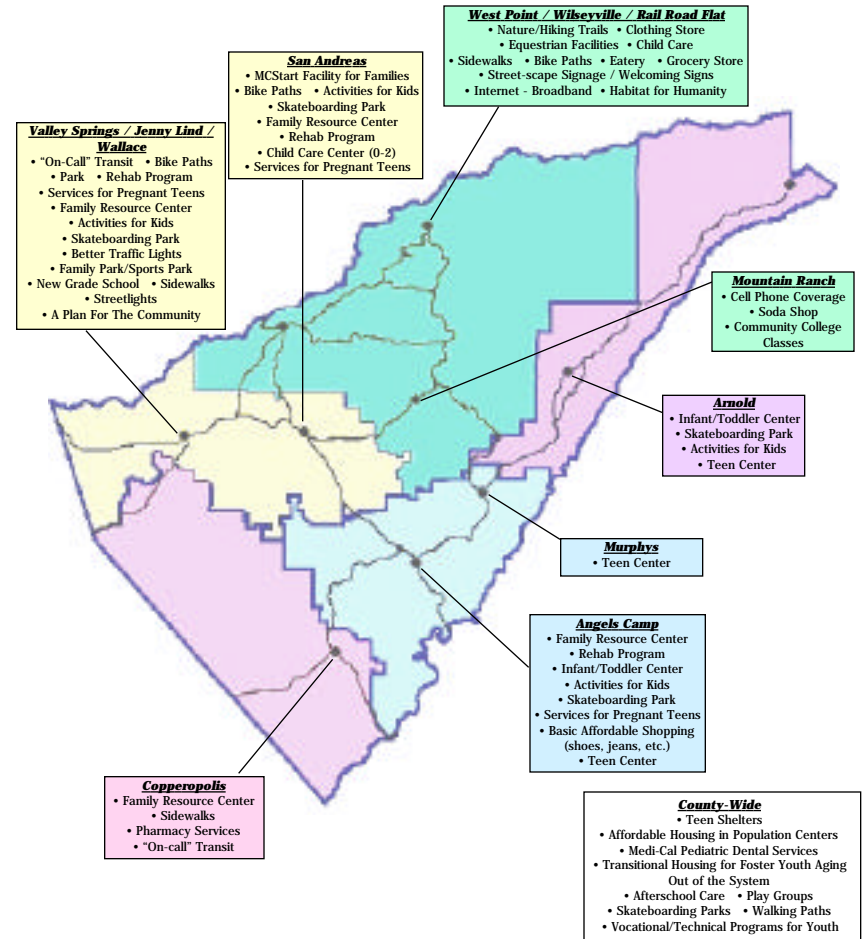 West Point / Wilseyville / Rail Road Flat
• Nature/Hiking Trails • Clothing Store
• Equestrian Facilities • Child Care
• Sidewalks • Bike Paths • Eatery • Grocery Store
• Street-scape Signage / Welcoming Signs
• Internet - Broadband • Habitat for Humanity
San Andreas
• MCStart Facility for Families
• Bike Paths • Activities for Kids
• Skateboarding Park
• Family Resource Center
• Rehab Program
• Child Care Center (0-2)
• Services for Pregnant Teens
Valley Springs / Jenny Lind /
Wallace
• “On-Call” Transit • Bike Paths
• Park • Rehab Program
• Services for Pregnant Teens
• Family Resource Center
• Activities for Kids
• Skateboarding Park
• Better Traffic Lights
• Family Park/Sports Park
• New Grade School • Sidewalks
• Streetlights
• A Plan For The Community
Mountain Ranch
• Cell Phone Coverage
• Soda Shop
• Community College
Classes
Arnold
• Infant/Toddler Center
• Skateboarding Park
• Activities for Kids
• Teen Center
Murphys
• Teen Center
Angels Camp
• Family Resource Center
• Rehab Program
• Infant/Toddler Center
• Activities for Kids
• Skateboarding Park
• Services for Pregnant Teens
• Basic Affordable Shopping
(shoes, jeans, etc.)
• Teen Center
Copperopolis
• Family Resource Center
• Sidewalks
• Pharmacy Services
• “On-call” Transit
County-Wide
• Teen Shelters
• Affordable Housing in Population Centers
• Medi-Cal Pediatric Dental Services
• Transitional Housing for Foster Youth Aging
Out of the System
• Afterschool Care • Play Groups
• Skateboarding Parks • Walking Paths
• Vocational/Technical Programs for Youth